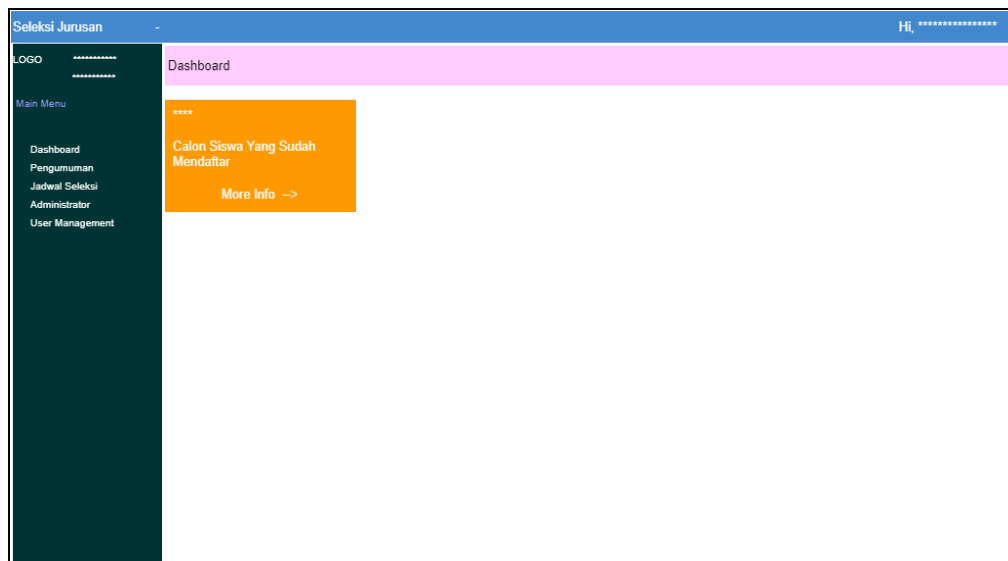 Seleksi Jurusan - Hi, ****************
LOGO ***********
***********
Main Menu
Dashboard
Pengumuman
Jadwal Seleksi
Administrator
User Management
Dashboard
****
Calon Siswa Yang Sudah
Mendaftar
More Info -->